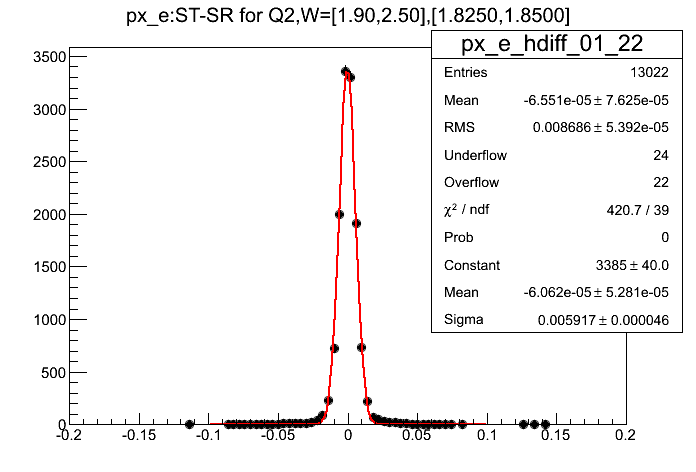 px_e:ST-SR for Q2,W=[1.90,2.50],[1.8250,1.8500]
px_e_hdiff_01_22
Entries 13022
Mean -6.551e-05 ± 7.625e-05
RMS 0.008686 ± 5.392e-05
Underflow 24
Overflow 22
χ² / ndf 420.7 / 39
Prob 0
Constant 3385 ± 40.0
Mean -6.062e-05 ± 5.281e-05
Sigma 0.005917 ± 0.000046
3500
3000
2500
2000
1500
1000
500
0
-0.2 -0.15 -0.1 -0.05 0 0.05 0.1 0.15 0.2